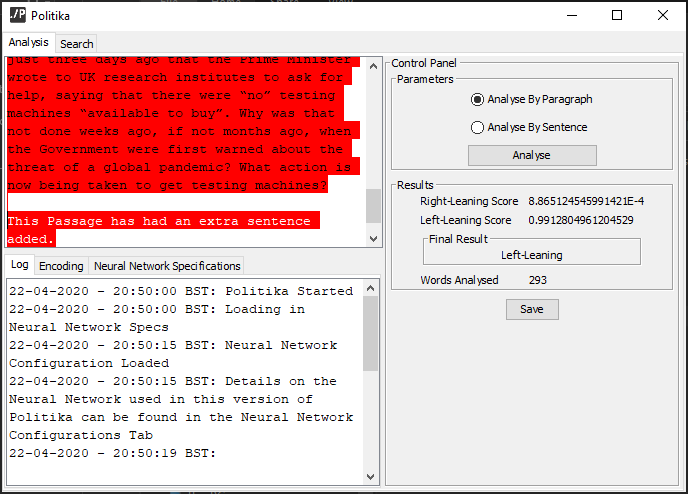 ./P Politika
Analysis Search
just three days ago that the Prime Minister
wrote to UK research institutes to ask for
help, saying that there were “no” testing
machines “available to buy”. Why was that
not done weeks ago, if not months ago, when
the Government were first warned about the
threat of a global pandemic? What action is
now being taken to get testing machines?
This Passage has had an extra sentence
added.
Log Encoding Neural Network Specifications
22-04-2020 - 20:50:00 BST: Politika Started
22-04-2020 - 20:50:00 BST: Loading in
Neural Network Specs
22-04-2020 - 20:50:15 BST: Neural Network
Configuration Loaded
22-04-2020 - 20:50:15 BST: Details on the
Neural Network used in this version of
Politika can be found in the Neural Network
Configurations Tab
22-04-2020 - 20:50:19 BST:
Control Panel
Parameters
Analyse By Paragraph
Analyse By Sentence
Analyse
Results
Right-Leaning Score 8.865124545991421E-4
Left-Leaning Score 0.9912804961204529
Final Result
Left-Leaning
Words Analysed 293
Save